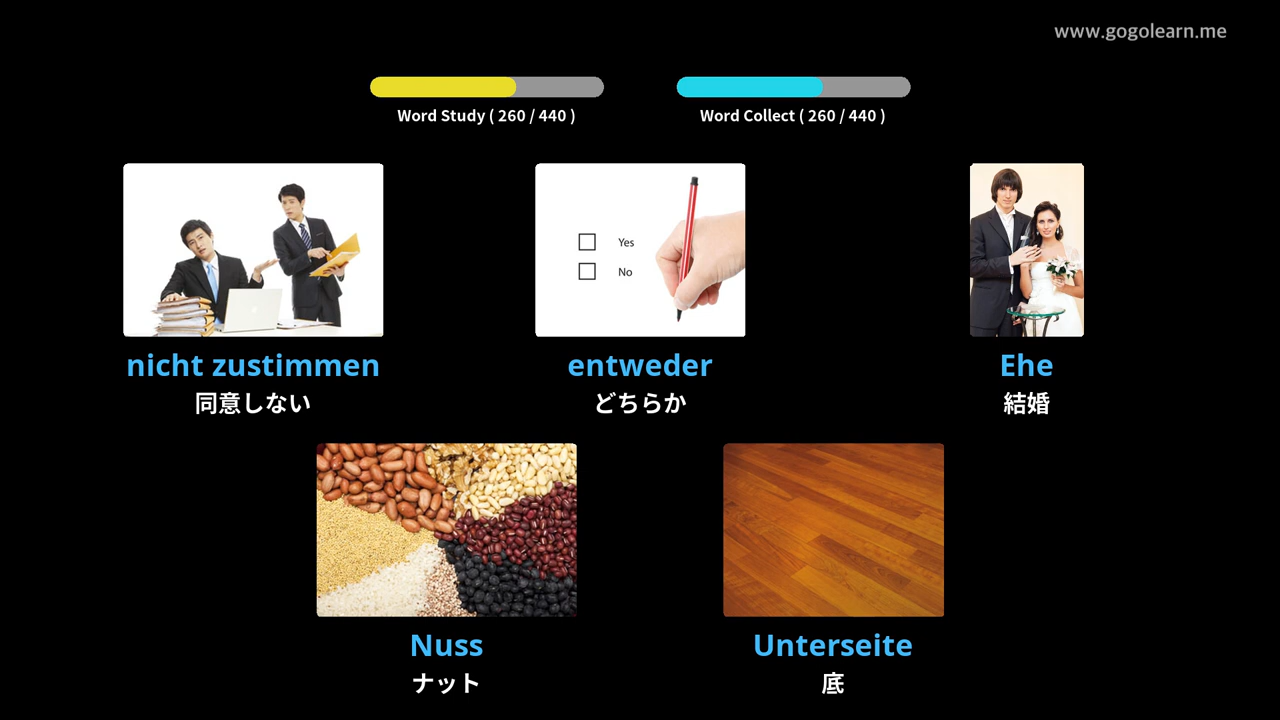 www.gogolearn.me
Word Study ( 260 / 440 )
Word Collect ( 260 / 440 )
Yes
No
nicht zustimmen
同意しない
entweder
どちらか
Ehe
結婚
Nuss
ナット
Unterseite
底